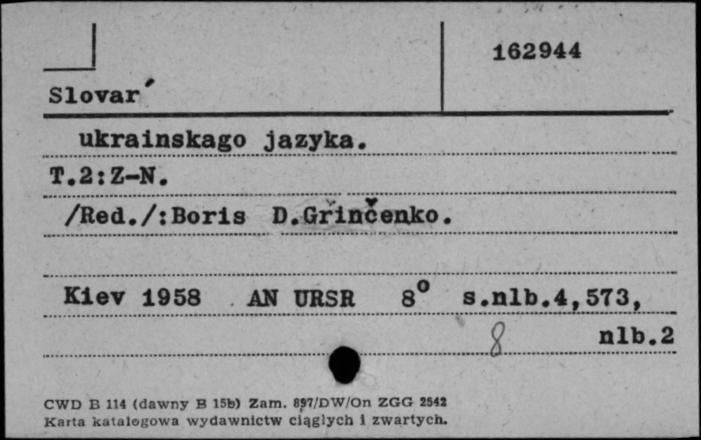 162944
Slovar´
ukrainskago jazyka.
T.2:Z-N.
/Red./:Boris D.Grinčenko.
Kiev 1958 AN URSR 8° s.nlb.4,573,
8 nlb.2
CWD B 114 (dawny B 15b) Zam. 897/DW/On ZGG 2542
Karta katalogowa wydawnictw ciągłych i zwartych.